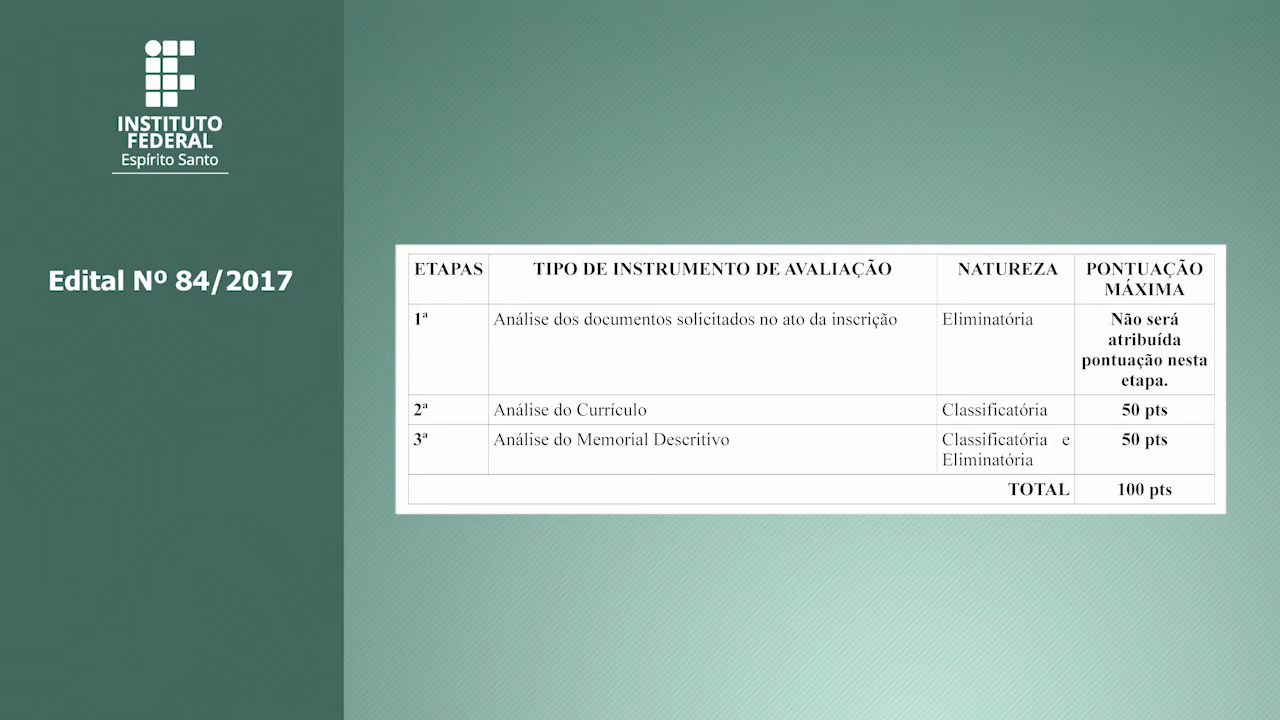 INSTITUTO
FEDERAL
Espírito Santo
Edital Nº 84/2017
ETAPAS TIPO DE INSTRUMENTO DE AVALIAÇÃO NATUREZA PONTUAÇÃO
MÁXIMA
1ª Análise dos documentos solicitados no ato da inscrição Eliminatória Não será
atribuída
pontuação nesta
etapa.
2ª Análise do Currículo Classificatória 50 pts
3ª Análise do Memorial Descritivo Classificatória e 50 pts
Eliminatória
TOTAL 100 pts